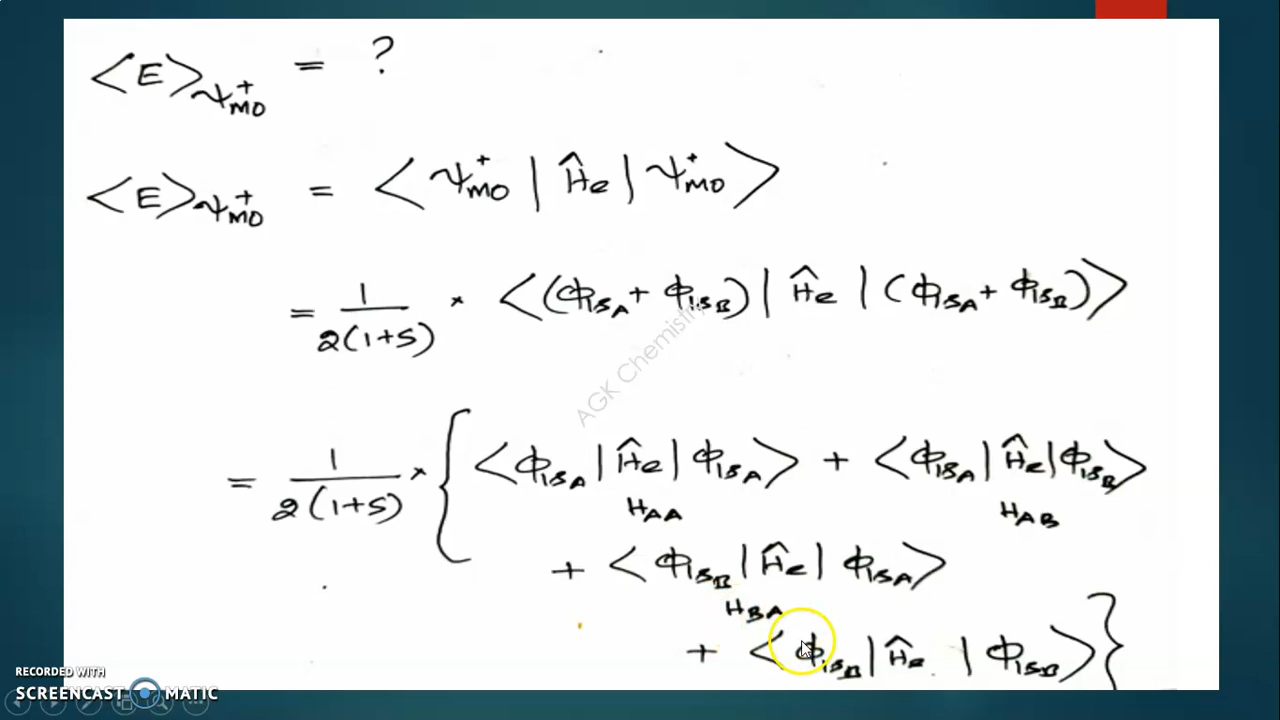 ⟨E⟩ψ⁺MO = ?
⟨E⟩ψ⁺MO = ⟨ψ⁺MO | Ĥe | ψ⁺MO⟩
= 1/2(1+S) × ⟨(ϕ1SA + ϕ1SB) | Ĥe | (ϕ1SA + ϕ1SB)⟩
AGK Chemistry
= 1/2(1+S) × { ⟨ϕ1SA | Ĥe | ϕ1SA⟩ + ⟨ϕ1SA | Ĥe | ϕ1SB⟩
HAA HAB
+ ⟨ϕ1SB | Ĥe | ϕ1SA⟩
HBA
+ ⟨ϕ1SB | Ĥe | ϕ1SB⟩ }
RECORDED WITH
SCREENCAST MATIC